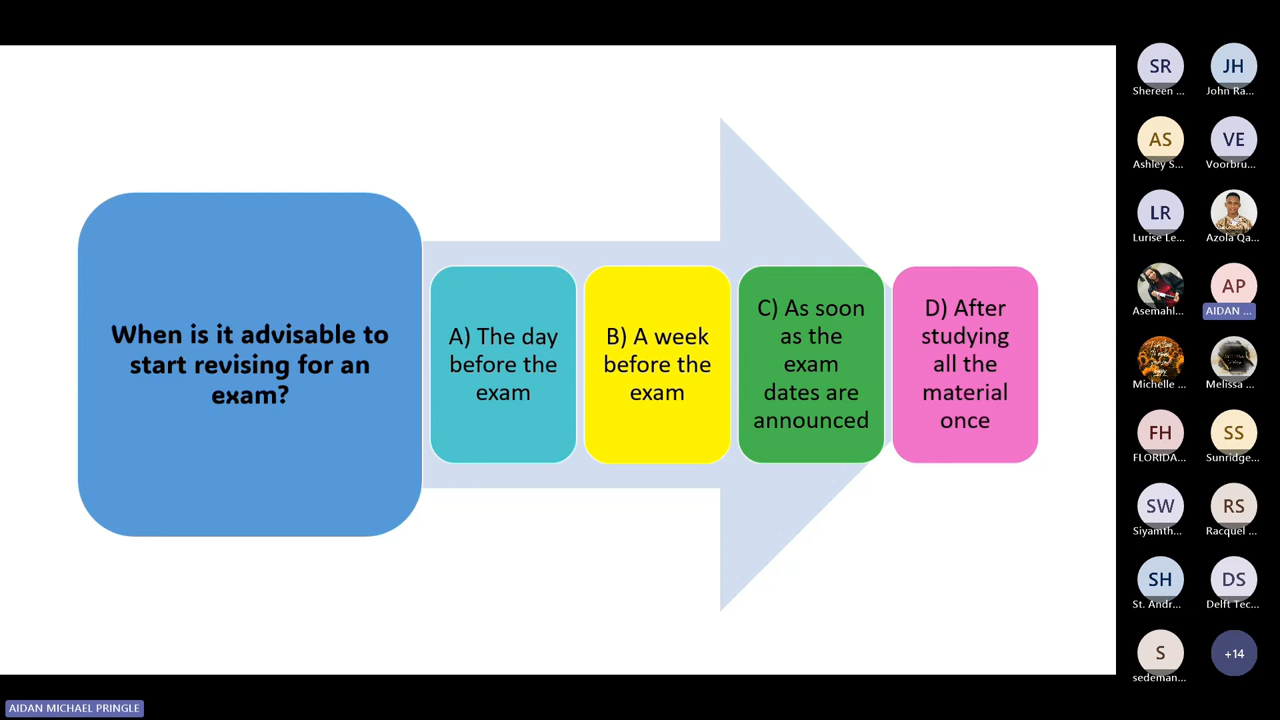 When is it advisable to
start revising for an
exam?
A) The day
before the
exam
B) A week
before the
exam
C) As soon
as the
exam
dates are
announced
D) After
studying
all the
material
once
SR
Shereen ...
JH
John Ra...
AS
Ashley S...
VE
Voorbru...
LR
Lurise Le...
Azola Qa...
Asemahl...
AP
AIDAN ...
Michelle ...
Melissa ...
FH
FLORIDA...
SS
Sunridge...
SW
Siyamth...
RS
Racquel ...
SH
St. Andr...
DS
Delft Tec...
S
sedeman...
+14
AIDAN MICHAEL PRINGLE